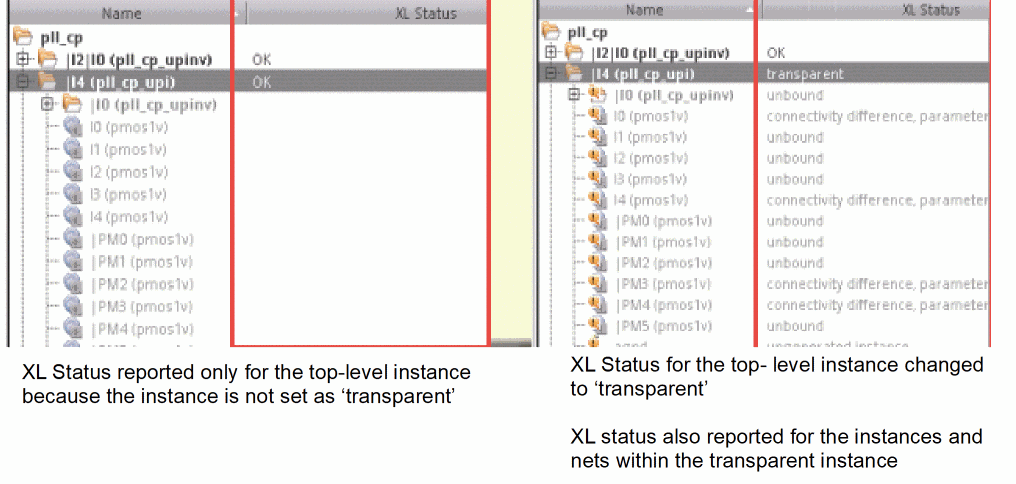 Name XL Status
pll_cp
|I2|I0 (pll_cp_upinv) OK
|I4 (pll_cp_upi) OK
|I0 (pll_cp_upinv)
I0 (pmos1v)
I1 (pmos1v)
I2 (pmos1v)
I3 (pmos1v)
I4 (pmos1v)
|PM0 (pmos1v)
|PM1 (pmos1v)
|PM2 (pmos1v)
|PM3 (pmos1v)
|PM4 (pmos1v)
XL Status reported only for the top-level instance
because the instance is not set as ‘transparent’
Name XL Status
pll_cp
|I2|I0 (pll_cp_upinv) OK
|I4 (pll_cp_upi) transparent
|I0 (pll_cp_upinv) unbound
I0 (pmos1v) connectivity difference, parameter
I1 (pmos1v) unbound
I2 (pmos1v) unbound
I3 (pmos1v) unbound
I4 (pmos1v) connectivity difference, parameter
|PM0 (pmos1v) unbound
|PM1 (pmos1v) unbound
|PM2 (pmos1v) unbound
|PM3 (pmos1v) connectivity difference, parameter
|PM4 (pmos1v) connectivity difference, parameter
|PM5 (pmos1v) unbound
XL Status for the top- level instance changed
to ‘transparent’
XL status also reported for the instances and
nets within the transparent instance